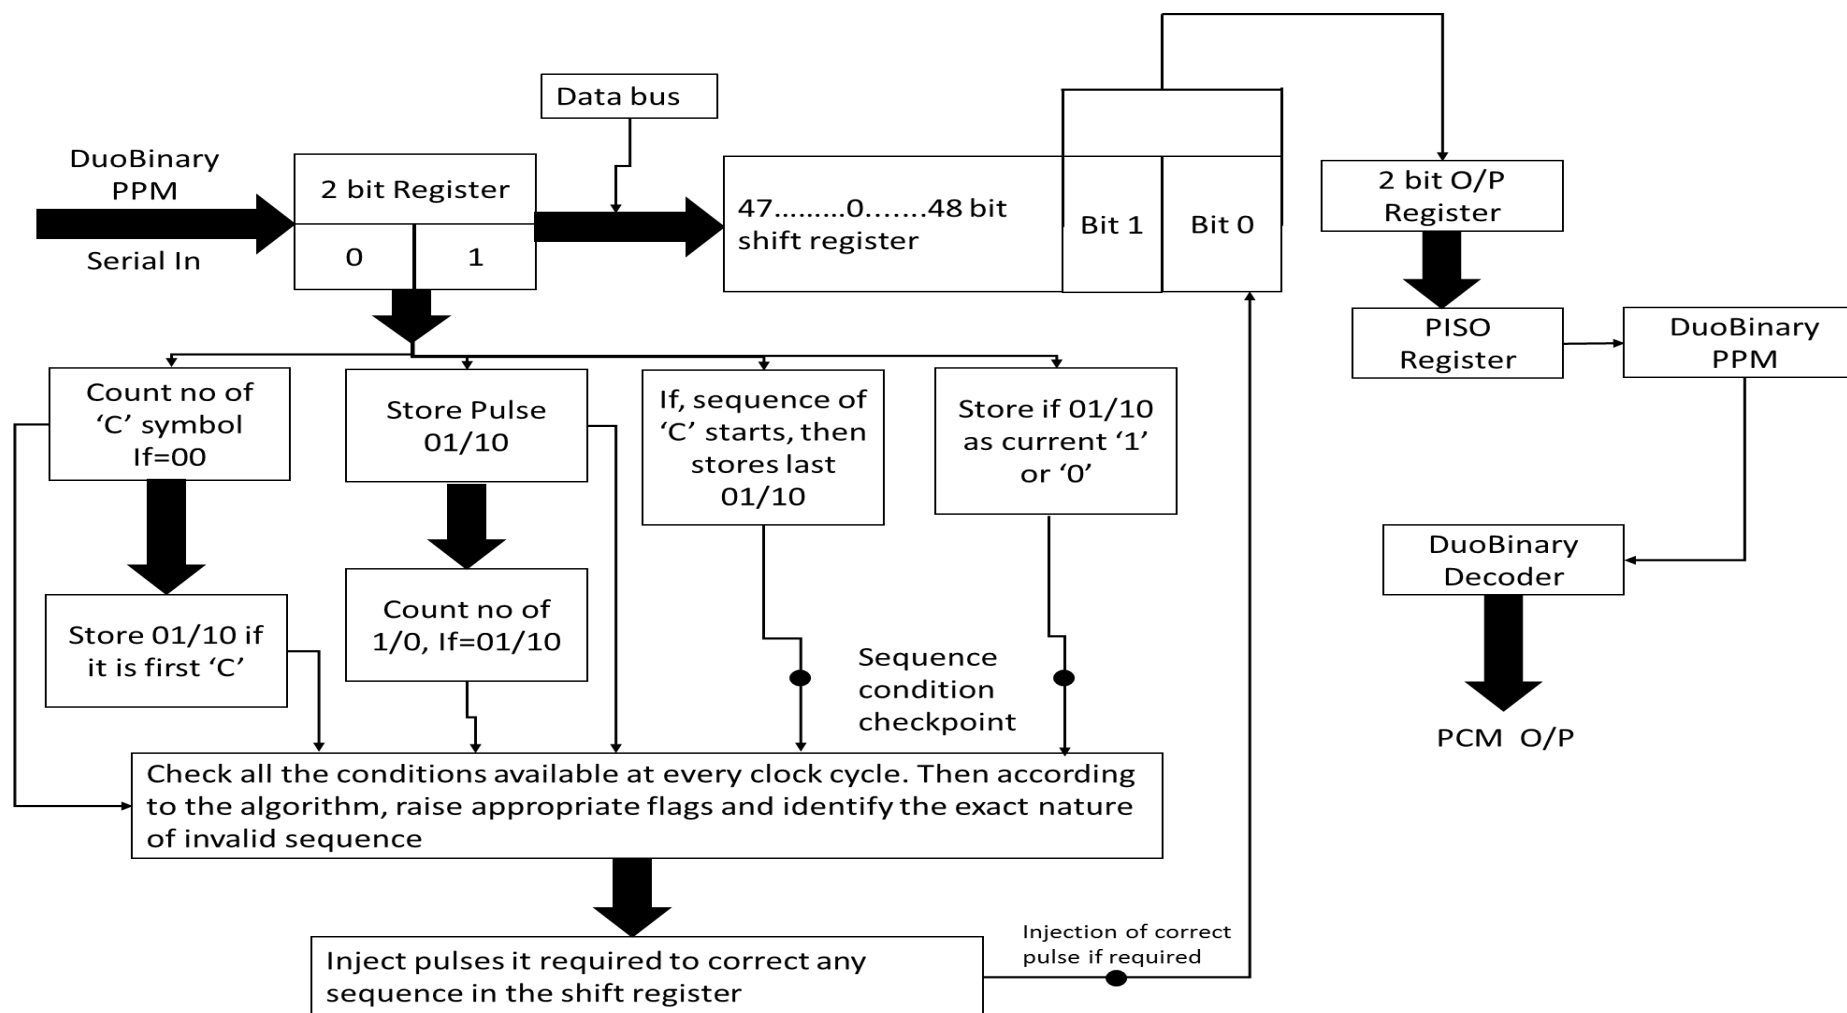 Data bus
DuoBinary
PPM
Serial In
2 bit Register
0
1
47.........0.......48 bit
shift register
Bit 1
Bit 0
2 bit O/P
Register
PISO
Register
DuoBinary
PPM
DuoBinary
Decoder
PCM O/P
Count no of
‘C’ symbol
If=00
Store Pulse
01/10
If, sequence of
‘C’ starts, then
stores last
01/10
Store if 01/10
as current ‘1’
or ‘0’
Store 01/10 if
it is first ‘C’
Count no of
1/0, If=01/10
Sequence
condition
checkpoint
Check all the conditions available at every clock cycle. Then according
to the algorithm, raise appropriate flags and identify the exact nature
of invalid sequence
Inject pulses it required to correct any
sequence in the shift register
Injection of correct
pulse if required